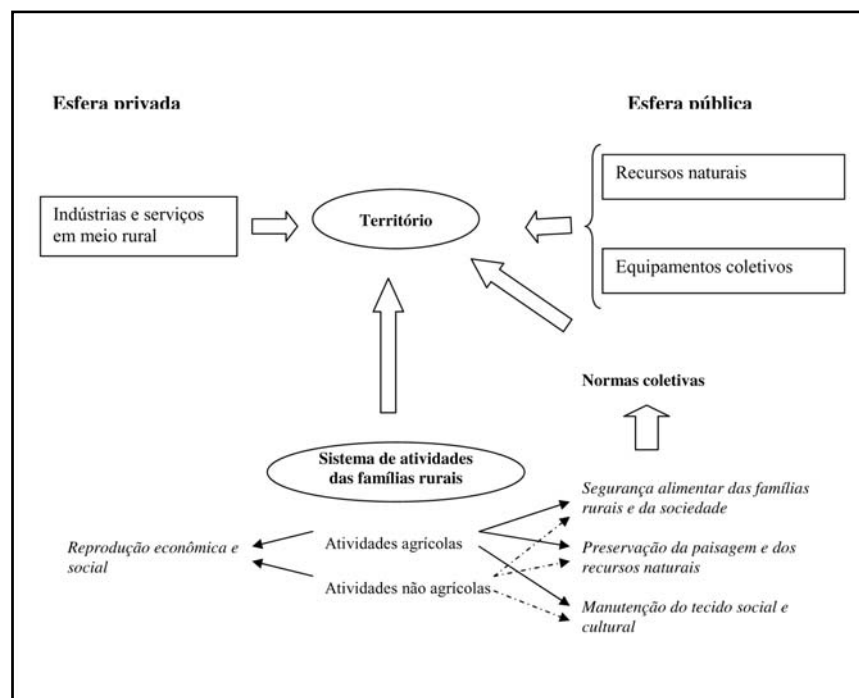 Esfera privada
Esfera pública
Recursos naturais
Indústrias e serviços
em meio rural
Território
Equipamentos coletivos
Normas coletivas
Sistema de atividades
das famílias rurais
Segurança alimentar das famílias
rurais e da sociedade
Reprodução econômica e
social
Atividades agrícolas
Preservação da paisagem e dos
recursos naturais
Atividades não agrícolas
Manutenção do tecido social e
cultural